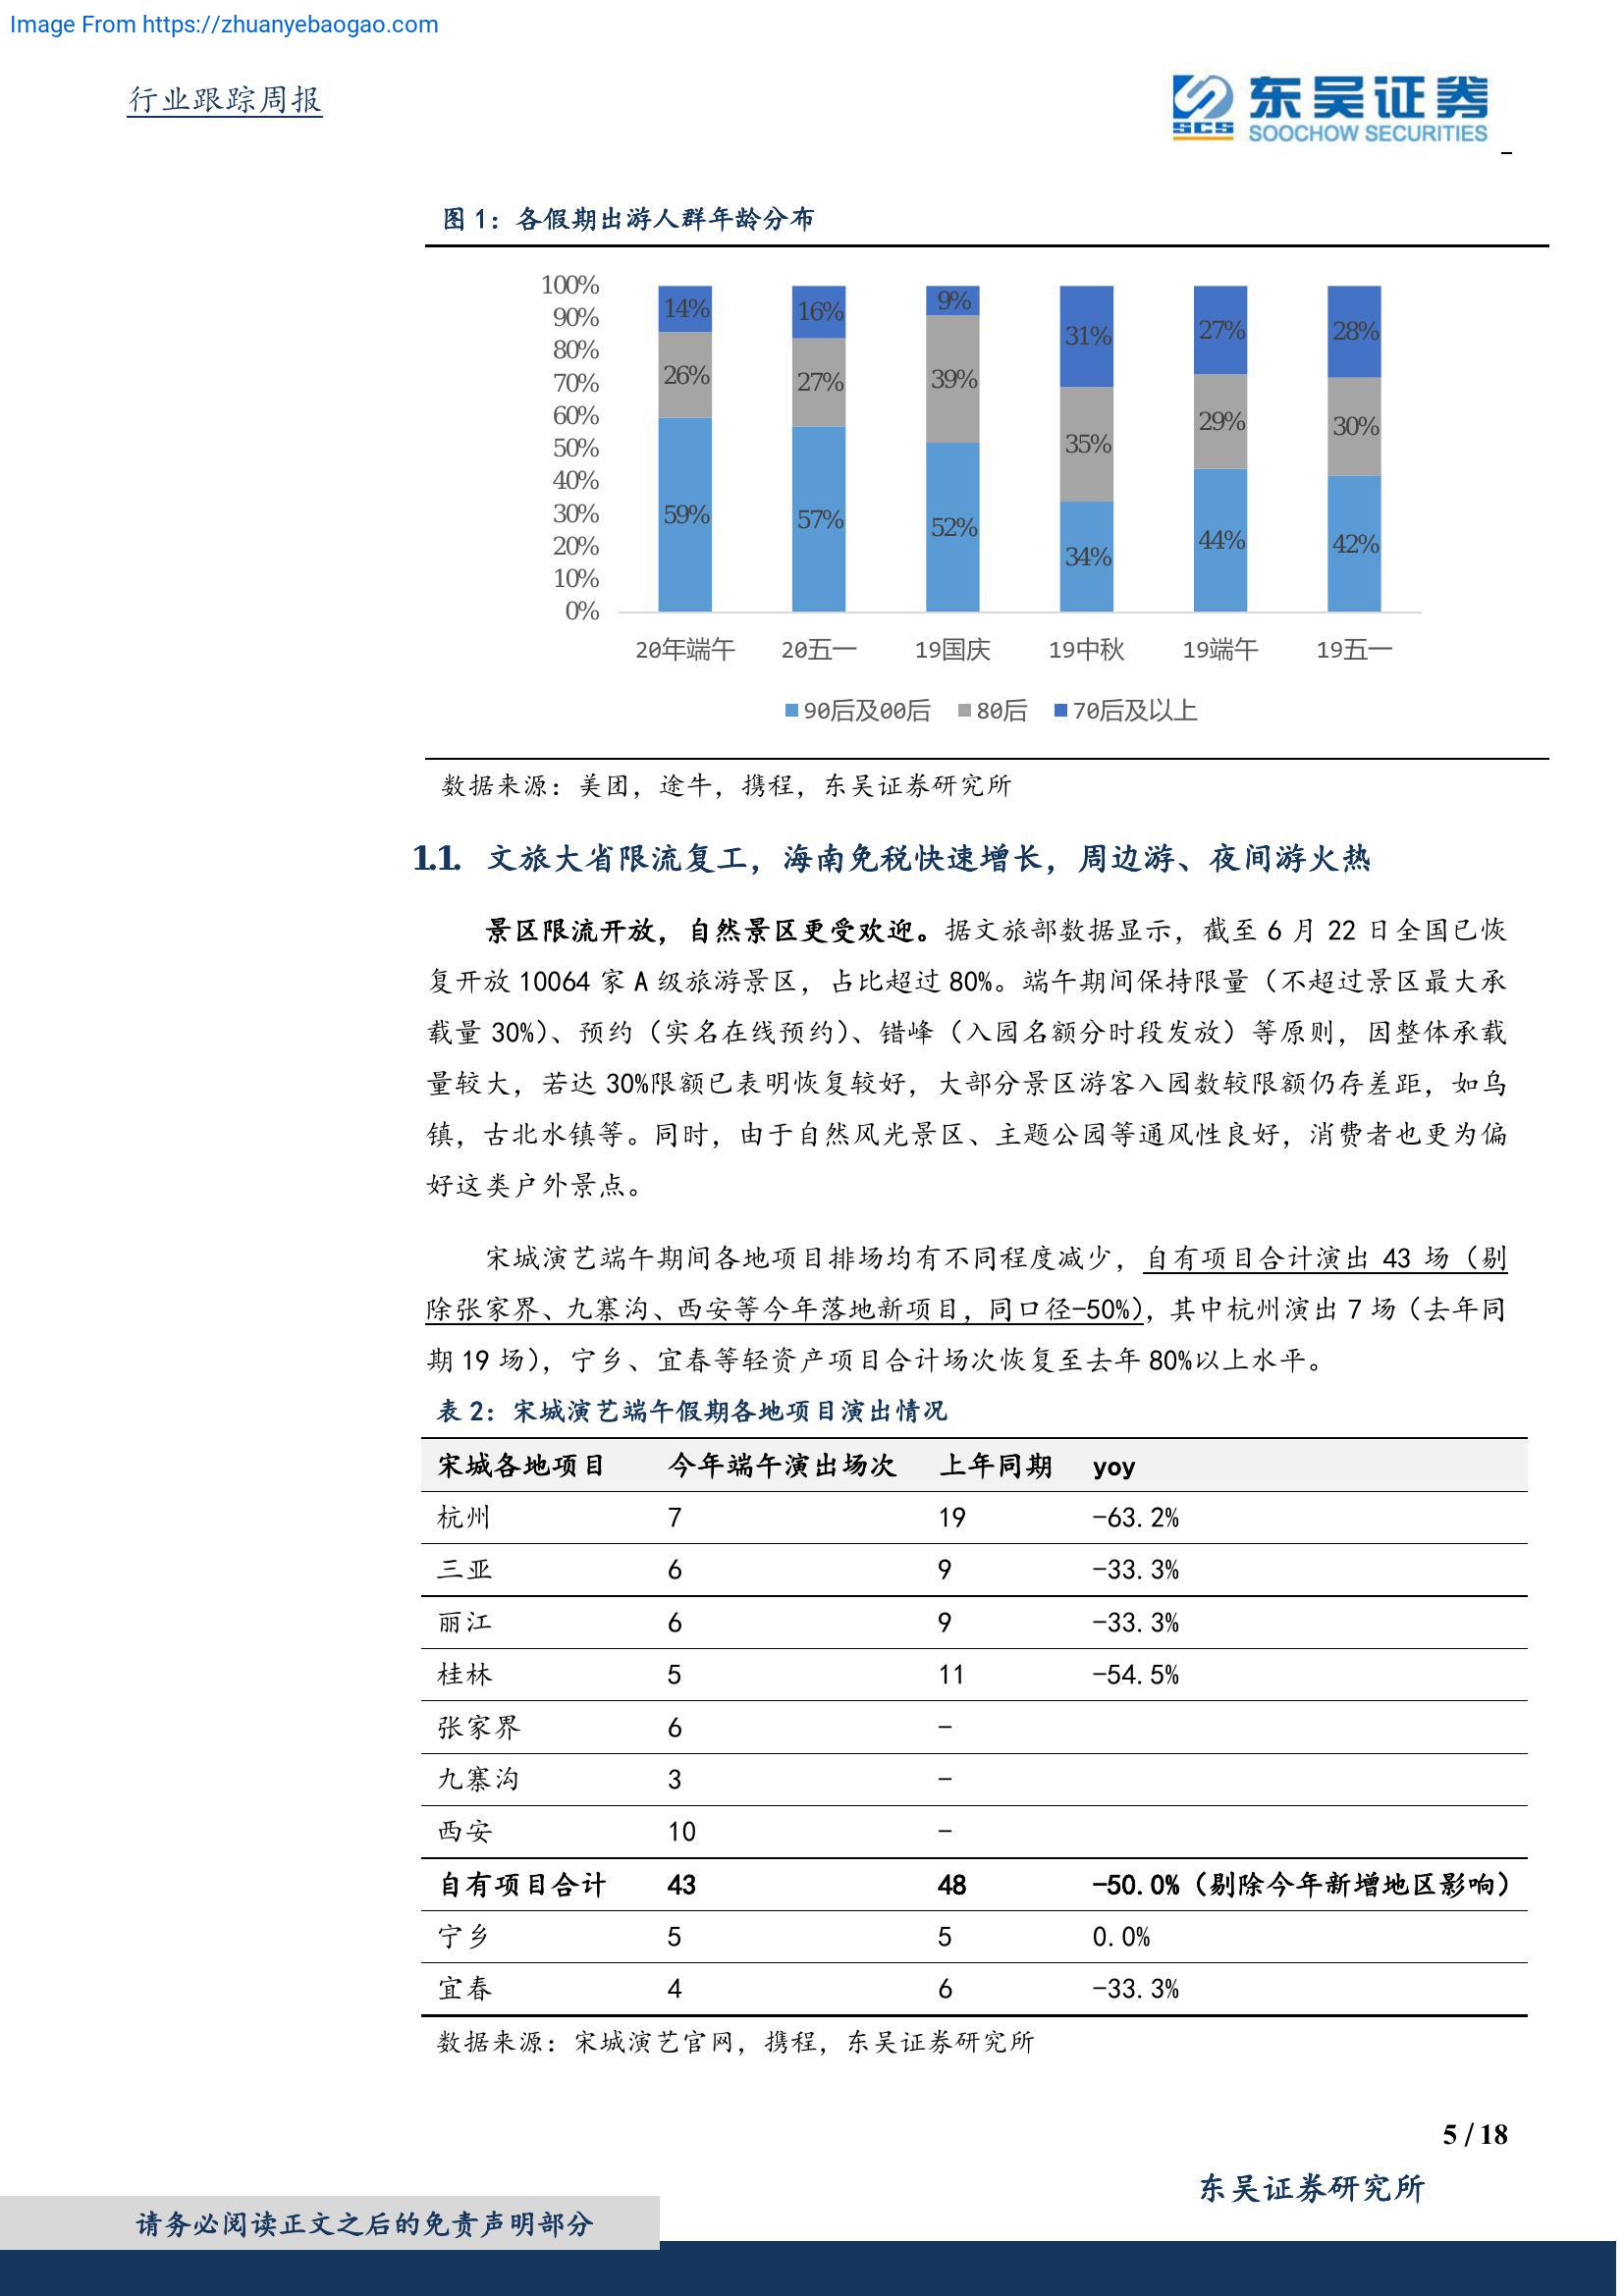 Image From https://zhuanyebaogao.com
行业跟踪周报
东吴证券
SCS
SOOCHOW SECURITIES
图 1：各假期出游人群年龄分布
100%
90%
80%
70%
60%
50%
40%
30%
20%
10%
0%
14% 16% 9% 31% 27% 28%
26% 27% 39% 35% 29% 30%
59% 57% 52% 34% 44% 42%
20年端午 20五一 19国庆 19中秋 19端午 19五一
90后及00后 80后 70后及以上
数据来源：美团，途牛，携程，东吴证券研究所
1.1. 文旅大省限流复工，海南免税快速增长，周边游、夜间游火热
景区限流开放，自然景区更受欢迎。据文旅部数据显示，截至 6 月 22 日全国已恢
复开放 10064 家 A 级旅游景区，占比超过 80%。端午期间保持限量（不超过景区最大承
载量 30%）、预约（实名在线预约）、错峰（入园名额分时段发放）等原则，因整体承载
量较大，若达 30%限额已表明恢复较好，大部分景区游客入园数较限额仍存差距，如乌
镇，古北水镇等。同时，由于自然风光景区、主题公园等通风性良好，消费者也更为偏
好这类户外景点。
宋城演艺端午期间各地项目排场均有不同程度减少，自有项目合计演出 43 场（剔
除张家界、九寨沟、西安等今年落地新项目，同口径-50%），其中杭州演出 7 场（去年同
期 19 场），宁乡、宜春等轻资产项目合计场次恢复至去年 80%以上水平。
表 2：宋城演艺端午假期各地项目演出情况
宋城各地项目 今年端午演出场次 上年同期 yoy
杭州 7 19 -63.2%
三亚 6 9 -33.3%
丽江 6 9 -33.3%
桂林 5 11 -54.5%
张家界 6 -
九寨沟 3 -
西安 10 -
自有项目合计 43 48 -50.0%（剔除今年新增地区影响）
宁乡 5 5 0.0%
宜春 4 6 -33.3%
数据来源：宋城演艺官网，携程，东吴证券研究所
5 / 18
东吴证券研究所
请务必阅读正文之后的免责声明部分